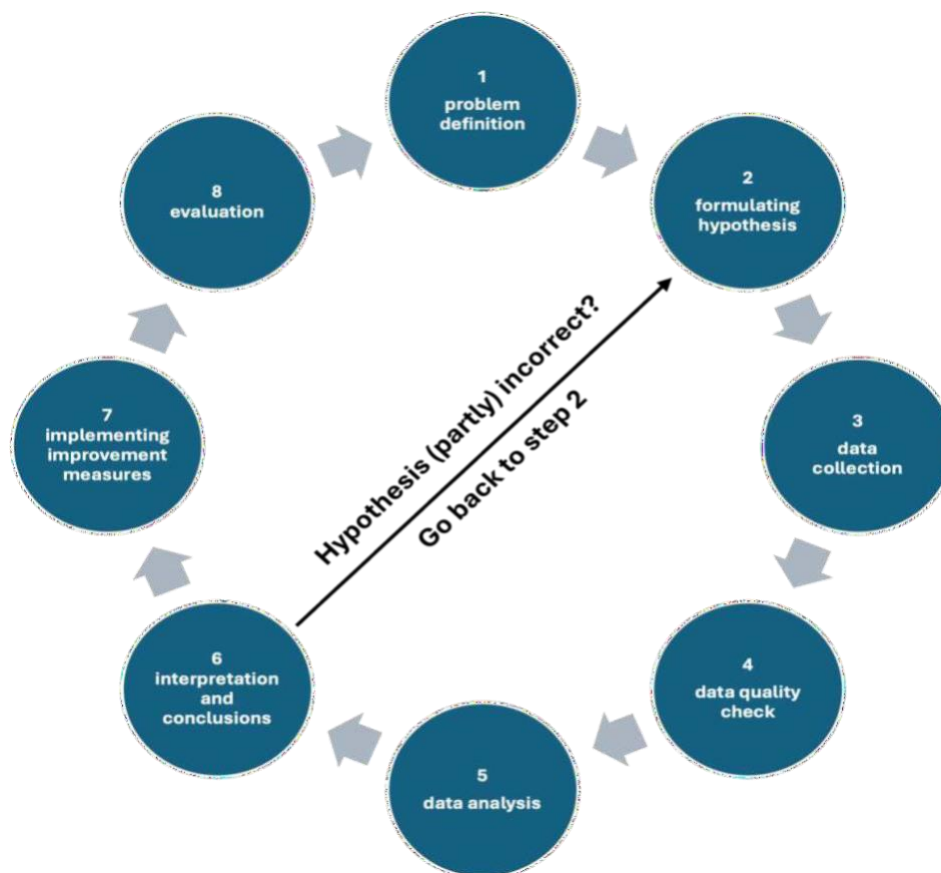 1
problem
definition
2
formulating
hypothesis
3
data
collection
4
data quality
check
5
data analysis
6
interpretation
and
conclusions
7
implementing
improvement
measures
8
evaluation
Hypothesis (partly) incorrect?
Go back to step 2